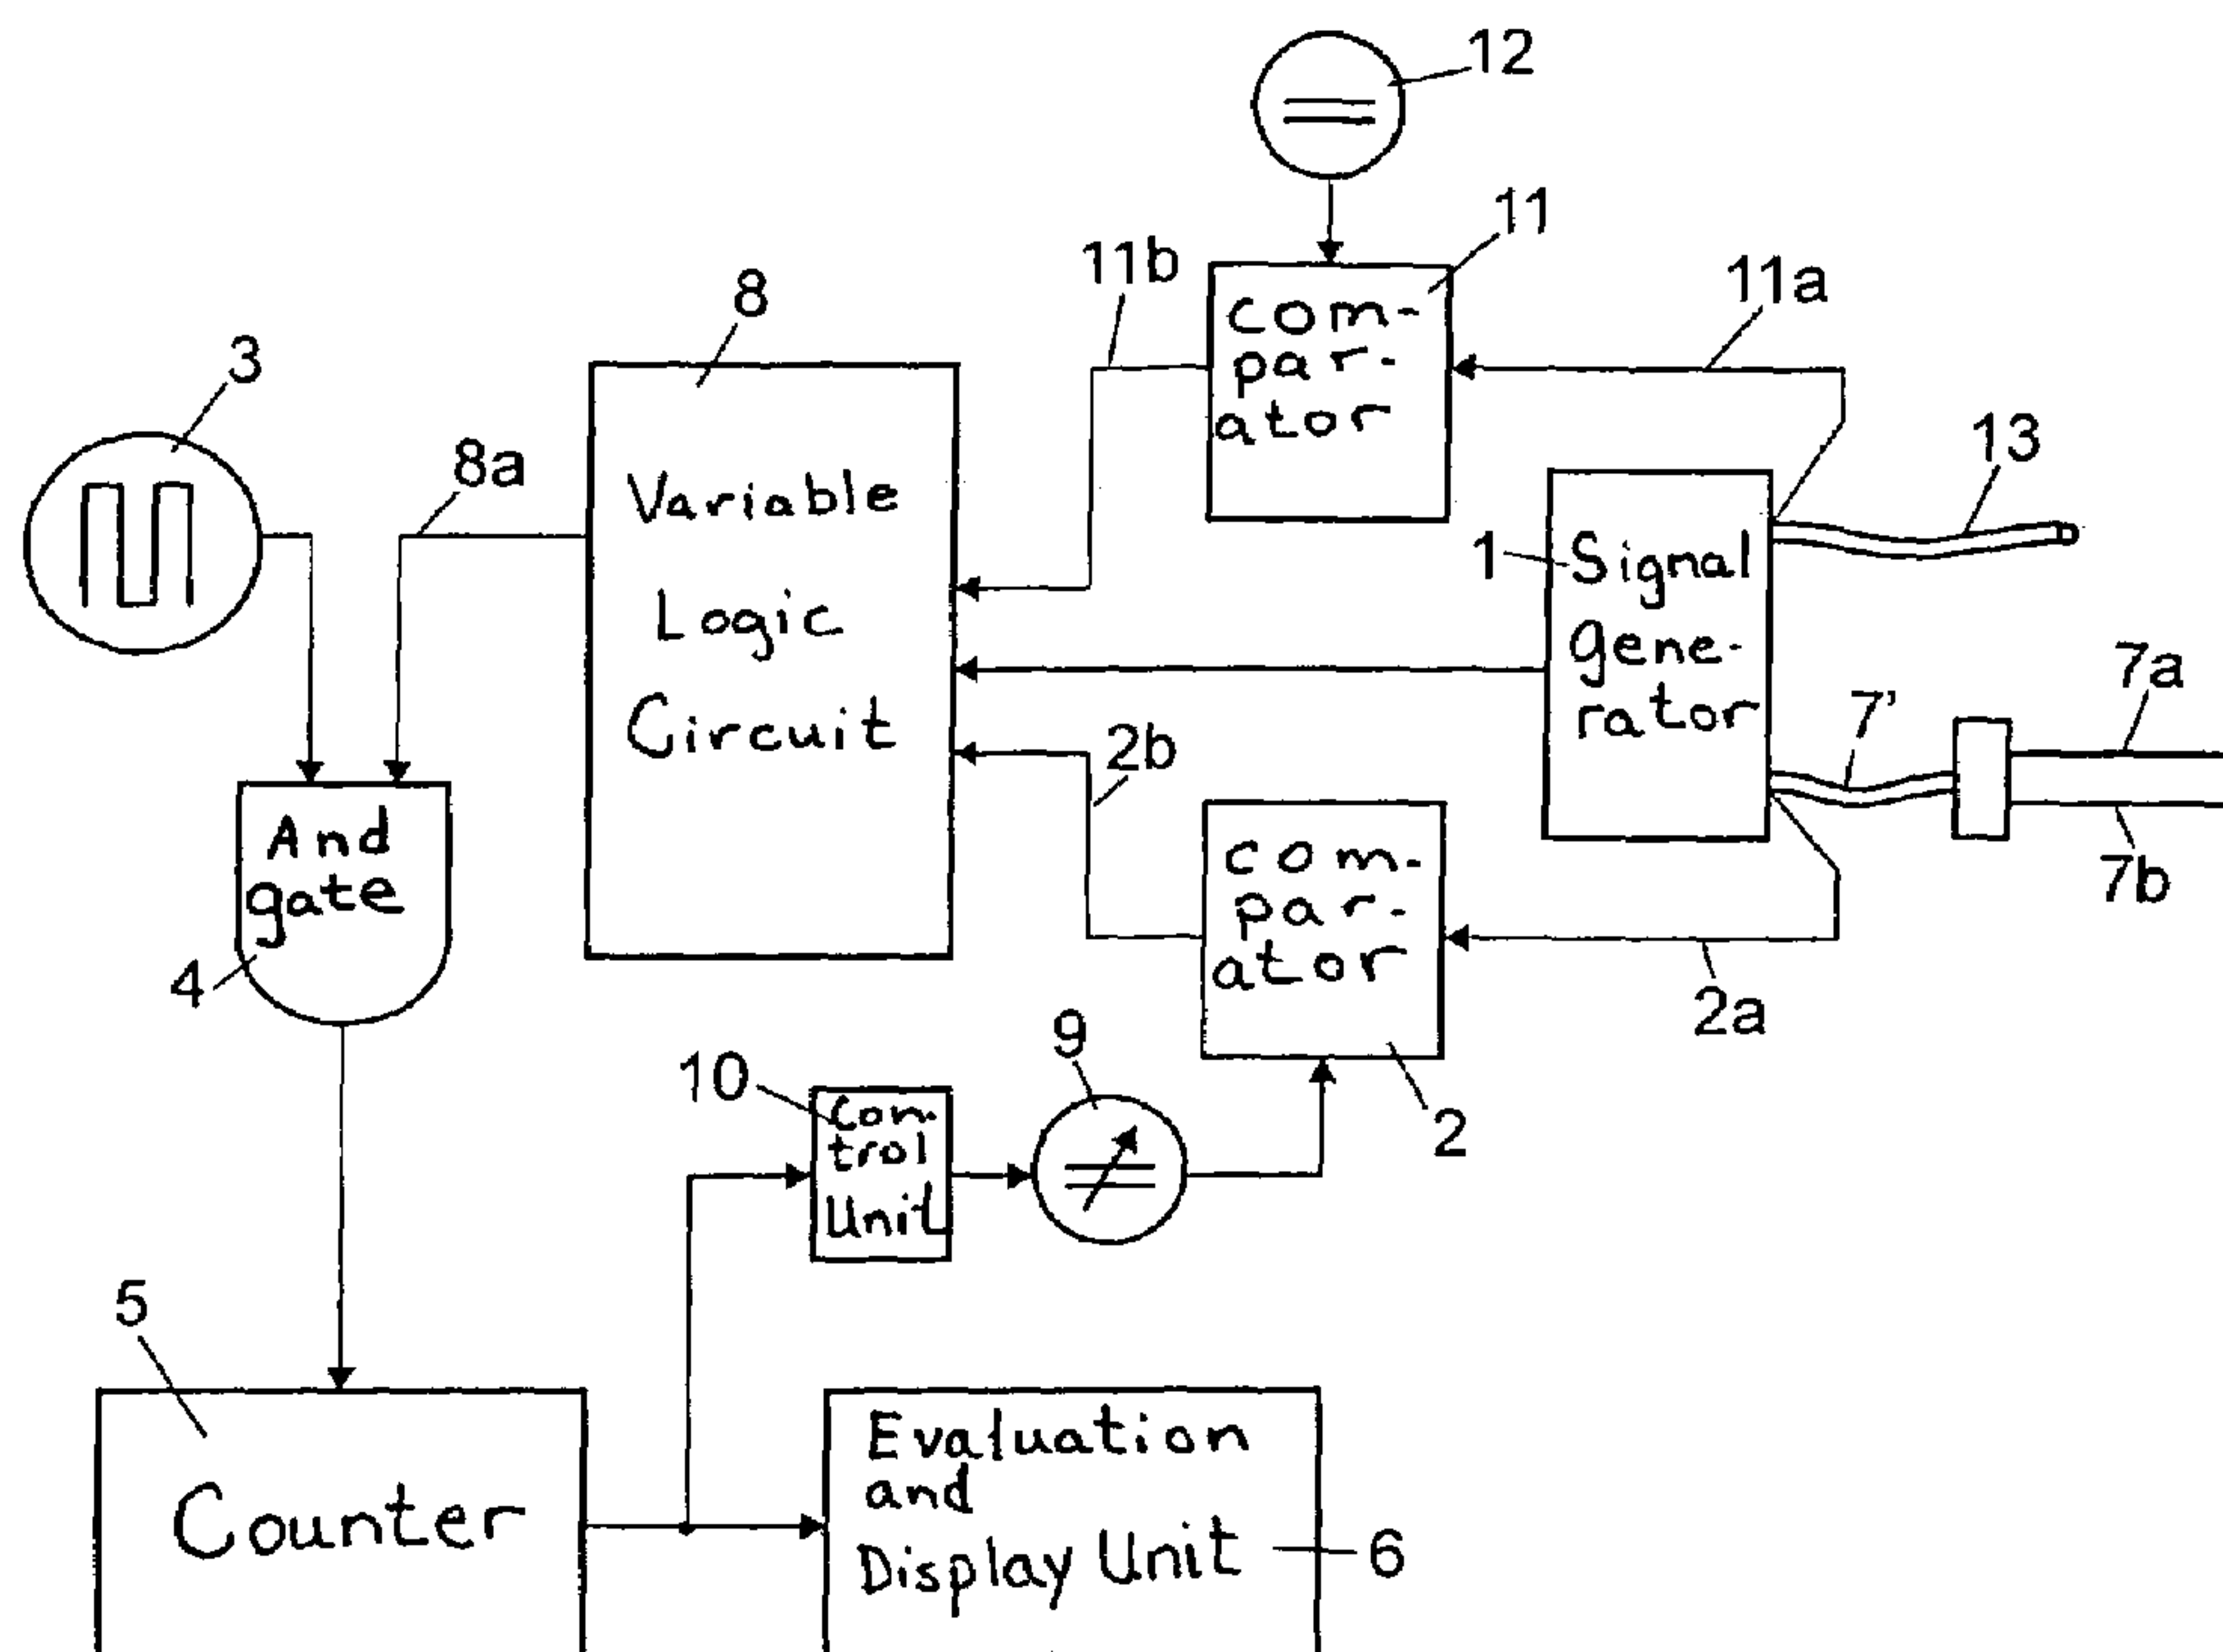 12
11
11b
com-
par-
ator
11a
8
3
8a
13
Variable
Logic
Circuit
1
Signal
gene-
rator
7a
7'
2b
7b
And
gate
4
com-
par-
ator
2a
9
10
Con-
trol
Unit
2
5
Counter
Evaluation
and
Display Unit
6